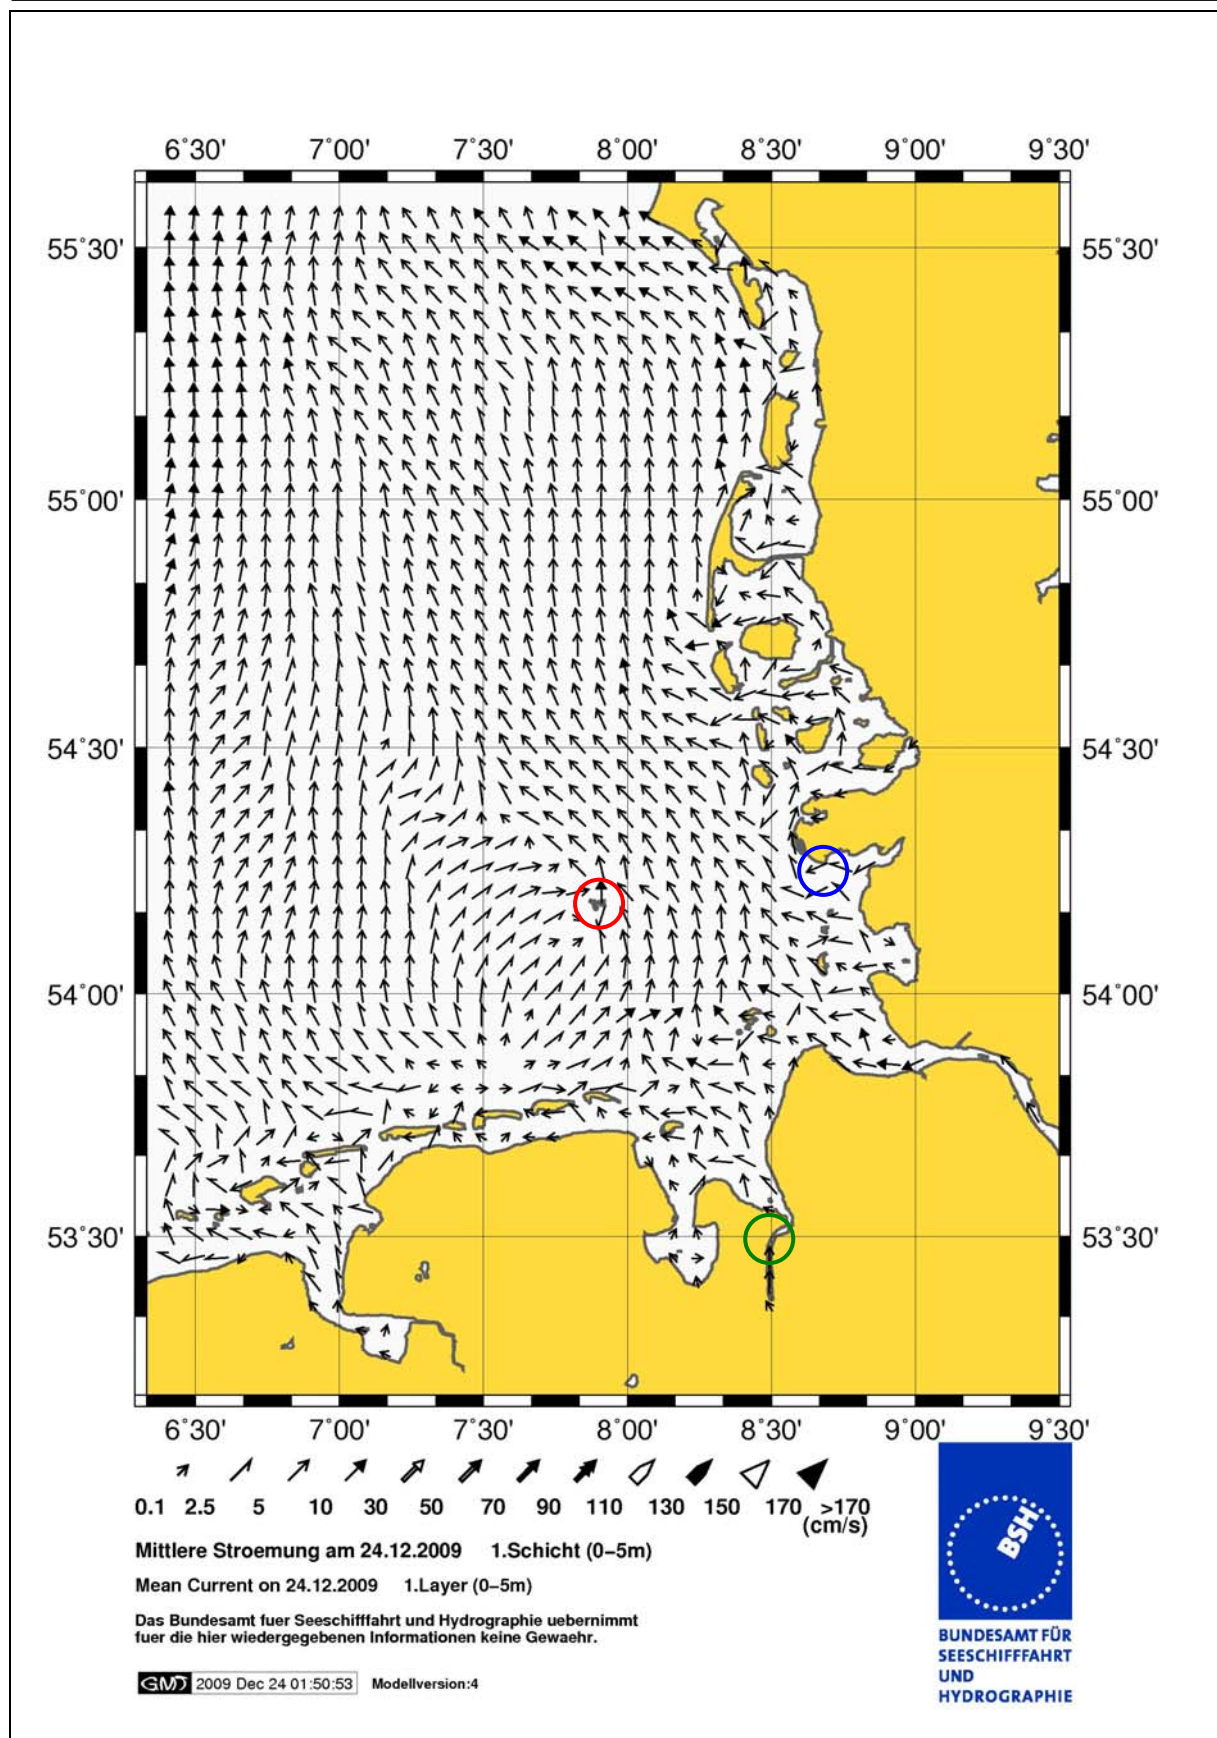 6˚30' 7˚00' 7˚30' 8˚00' 8˚30' 9˚00' 9˚30'
55˚30' 55˚30'
55˚00' 55˚00'
54˚30' 54˚30'
54˚00' 54˚00'
53˚30' 53˚30'
6˚30' 7˚00' 7˚30' 8˚00' 8˚30' 9˚00' 9˚30'
0.1 2.5 5 10 30 50 70 90 110 130 150 170 >170
(cm/s)
Mittlere Stroemung am 24.12.2009 1.Schicht (0–5m)
Mean Current on 24.12.2009 1.Layer (0–5m)
Das Bundesamt fuer Seeschifffahrt und Hydrographie uebernimmt
fuer die hier wiedergegebenen Informationen keine Gewaehr.
GMT 2009 Dec 24 01:50:53 Modellversion:4
BSH
BUNDESAMT FÜR
SEESCHIFFFAHRT
UND
HYDROGRAPHIE